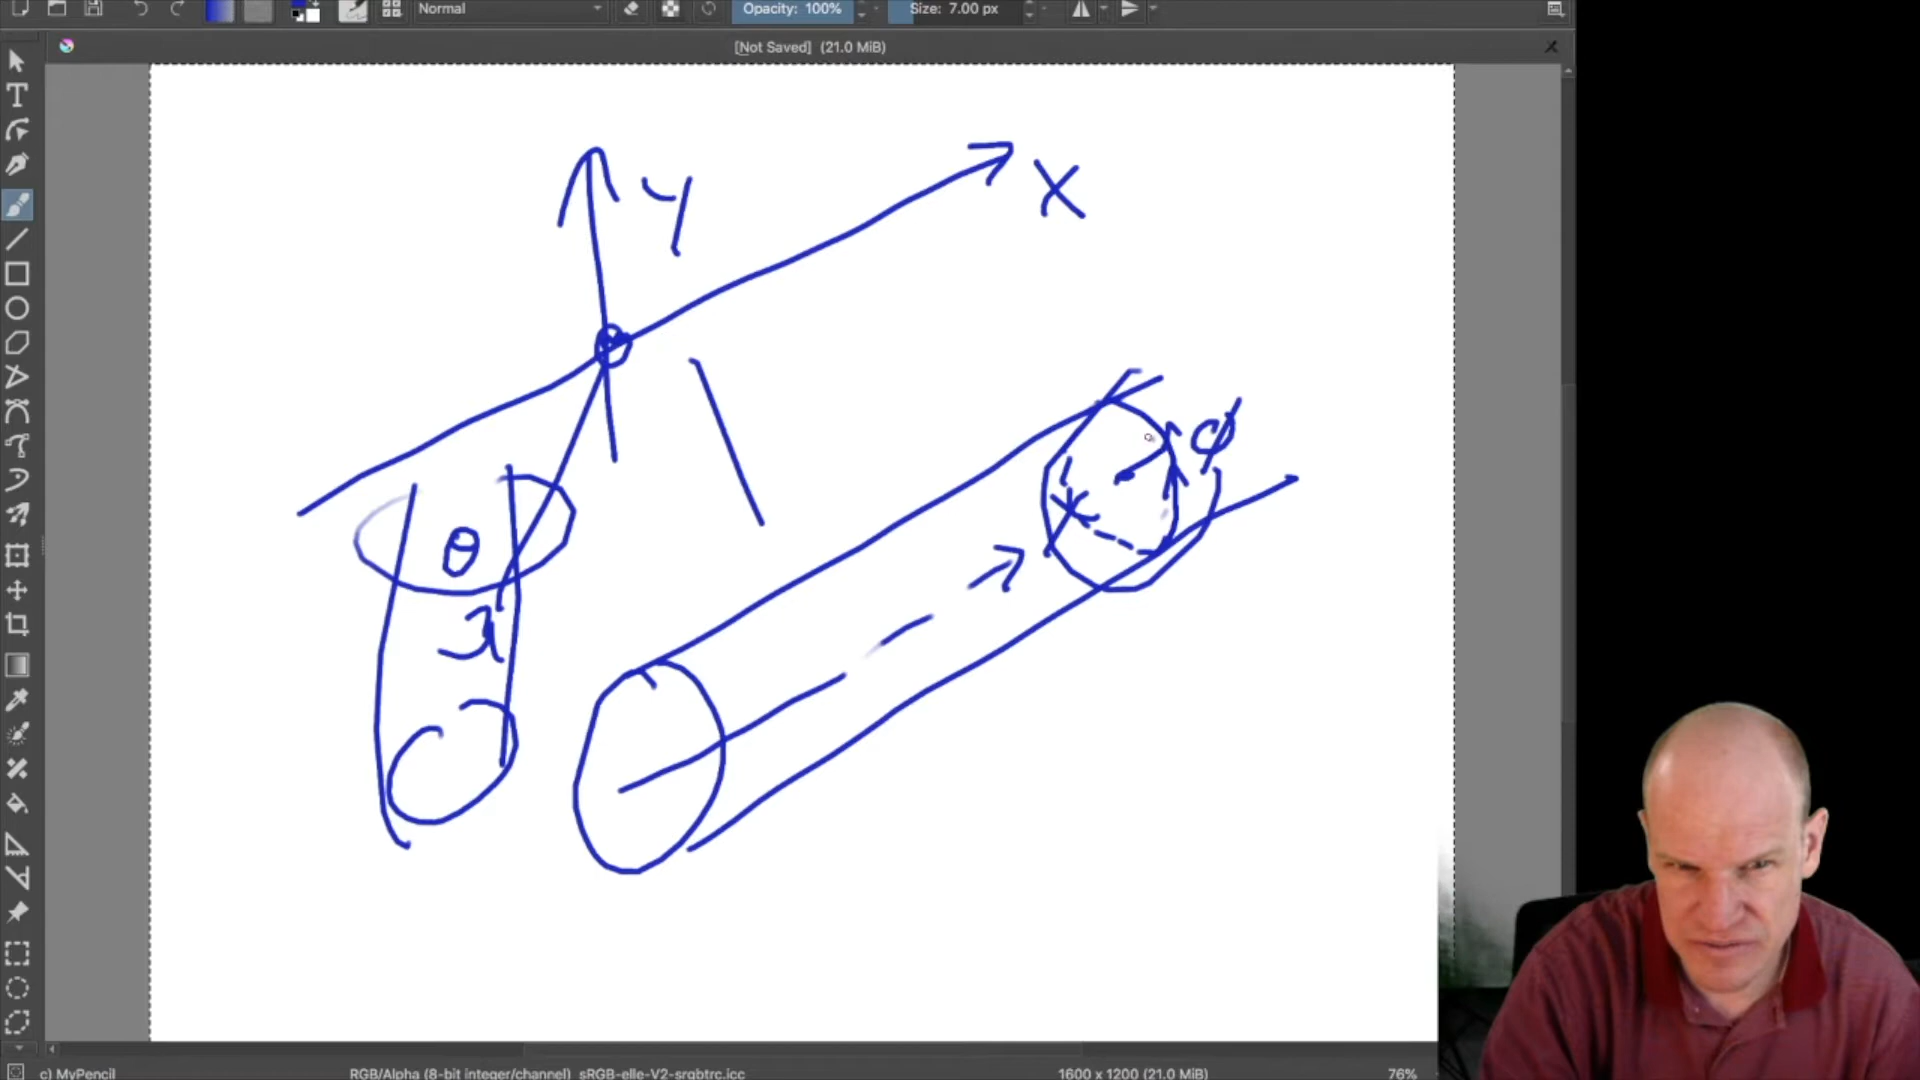 Normal
Opacity: 100%
Size: 7.00 px
[Not Saved] (21.0 MiB)
y
x
θ
ϕ
c) MyPencil
RGB/Alpha (8-bit integer/channel) sRGB-elle-V2-srgbtrc.icc
1600 x 1200 (21.0 MiB)
76%